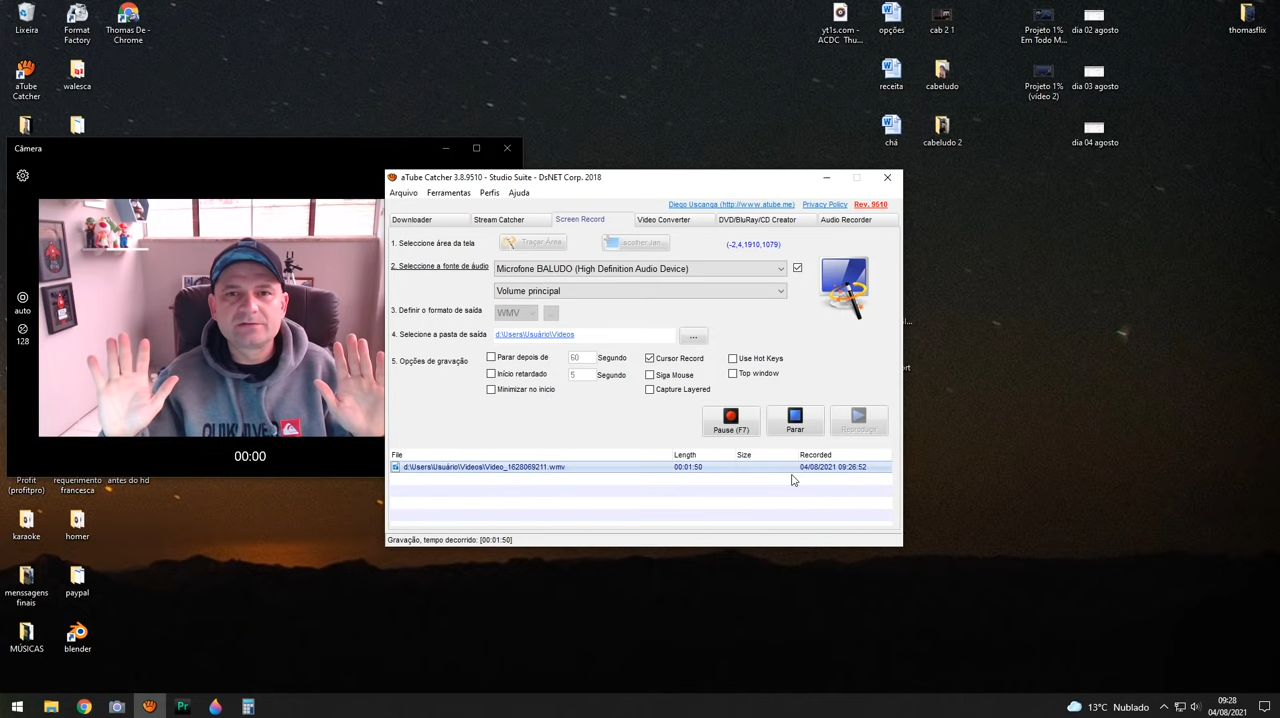 Lixeira
Format
Factory
Thomas De -
Chrome
yt1s.com -
ACDC Thu...
opções
cab 2 1
Projeto 1%
Em Todo M...
dia 02 agosto
thomasflix
aTube
Catcher
walesca
receita
cabeludo
Projeto 1%
(vídeo 2)
dia 03 agosto
chá
cabeludo 2
dia 04 agosto
Câmera
auto
128
QUIKSILVER
00:00
aTube Catcher 3.8.9510 - Studio Suite - DsNET Corp. 2018
Arquivo Ferramentas Perfis Ajuda
Diego Uscanga (http://www.atube.me) Privacy Policy Rev. 9510
Downloader Stream Catcher Screen Record Video Converter DVD/BluRay/CD Creator Audio Recorder
1. Seleccione área da tela Traçar Área scolher Jan (-2,4,1910,1079)
2. Seleccione a fonte de áudio Microfone BALUDO (High Definition Audio Device)
Volume principal
3. Definir o formato de saída WMV ...
4. Selecione a pasta de saída d:\Users\Usuário\Videos ...
5. Opções de gravação Parar depois de 60 Segundo Cursor Record Use Hot Keys
Início retardado 5 Segundo Siga Mouse Top window
Minimizar no inicio Capture Layered
Pause (F7) Parar Reproduzir
File Length Size Recorded
d:\Users\Usuário\Videos\Video_1628069211.wmv 00:01:50 04/08/2021 09:26:52
Gravação, tempo decorrido: [00:01:50]
Profit
(profitpro)
requerimento
francesca
antes do hd
karaoke
homer
menssagens
finais
paypal
MÚSICAS
blender
Pr
13°C Nublado
09:28
04/08/2021